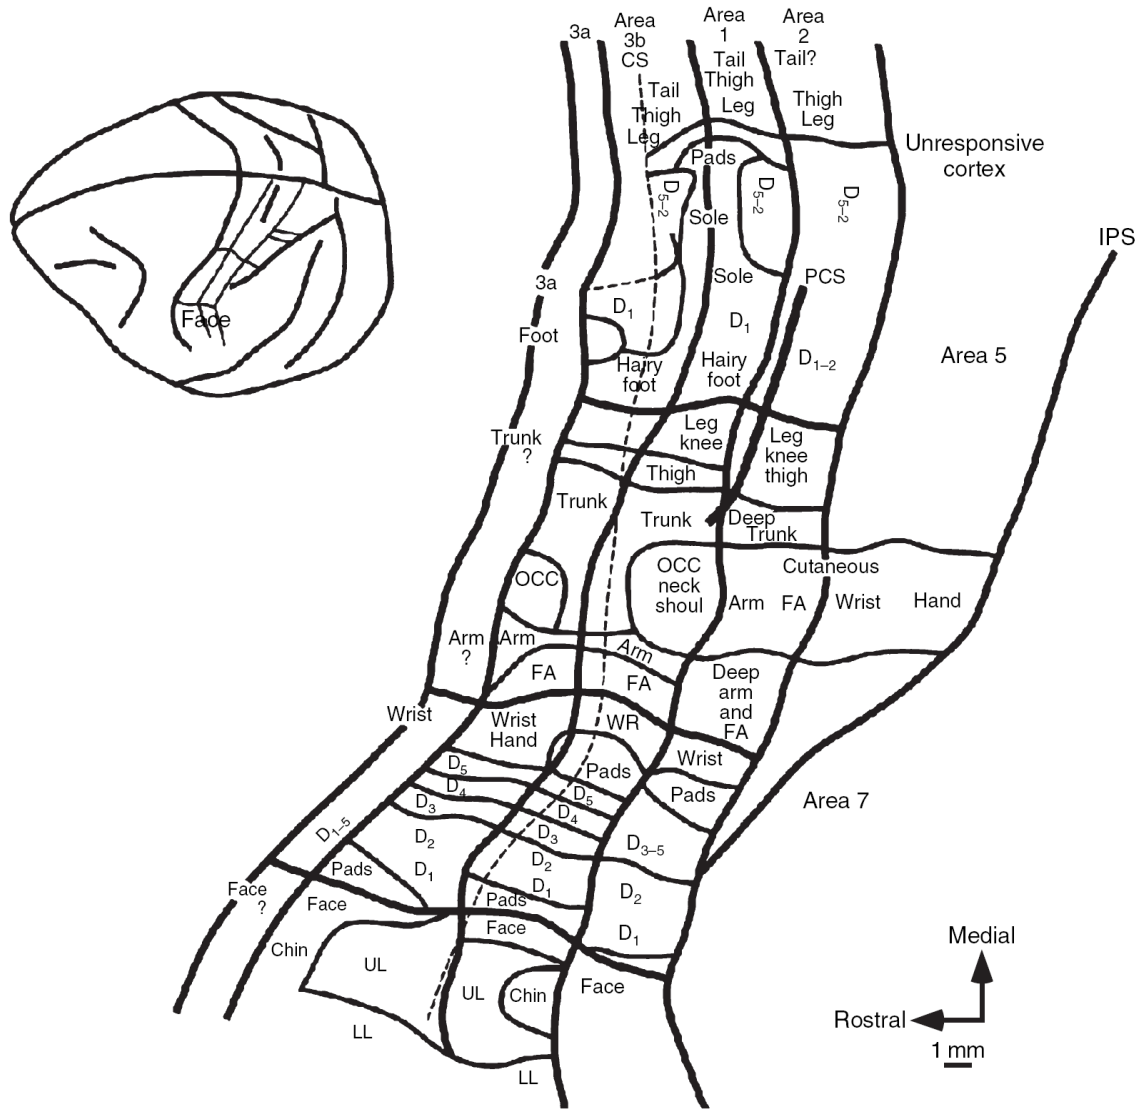 3a
Area
3b
CS
Area
1
Area
2
Tail
Thigh
Leg
Tail
Thigh
Leg
Tail?
Thigh
Leg
Unresponsive
cortex
Pads
D5–2
D5–2
D5–2
Sole
Sole
PCS
IPS
3a
Face
Foot
D1
D1
D1–2
Area 5
Hairy
foot
Hairy
foot
Trunk
?
Leg
knee
Leg
knee
thigh
Thigh
Trunk
Trunk
Deep
Trunk
OCC
OCC
neck
shoul
Cutaneous
Arm
FA
Wrist
Hand
Arm
?
Arm
Arm
FA
FA
Deep
arm
and
FA
Wrist
Wrist
Hand
WR
Wrist
D5
Pads
Pads
Area 7
D4
D5
D3
D4
D1–5
D2
D3
D3–5
D1
D2
Pads
D1
D2
Face
?
Face
Pads
Face
D1
Chin
UL
UL
Chin
Face
LL
LL
Medial
Rostral
1 mm